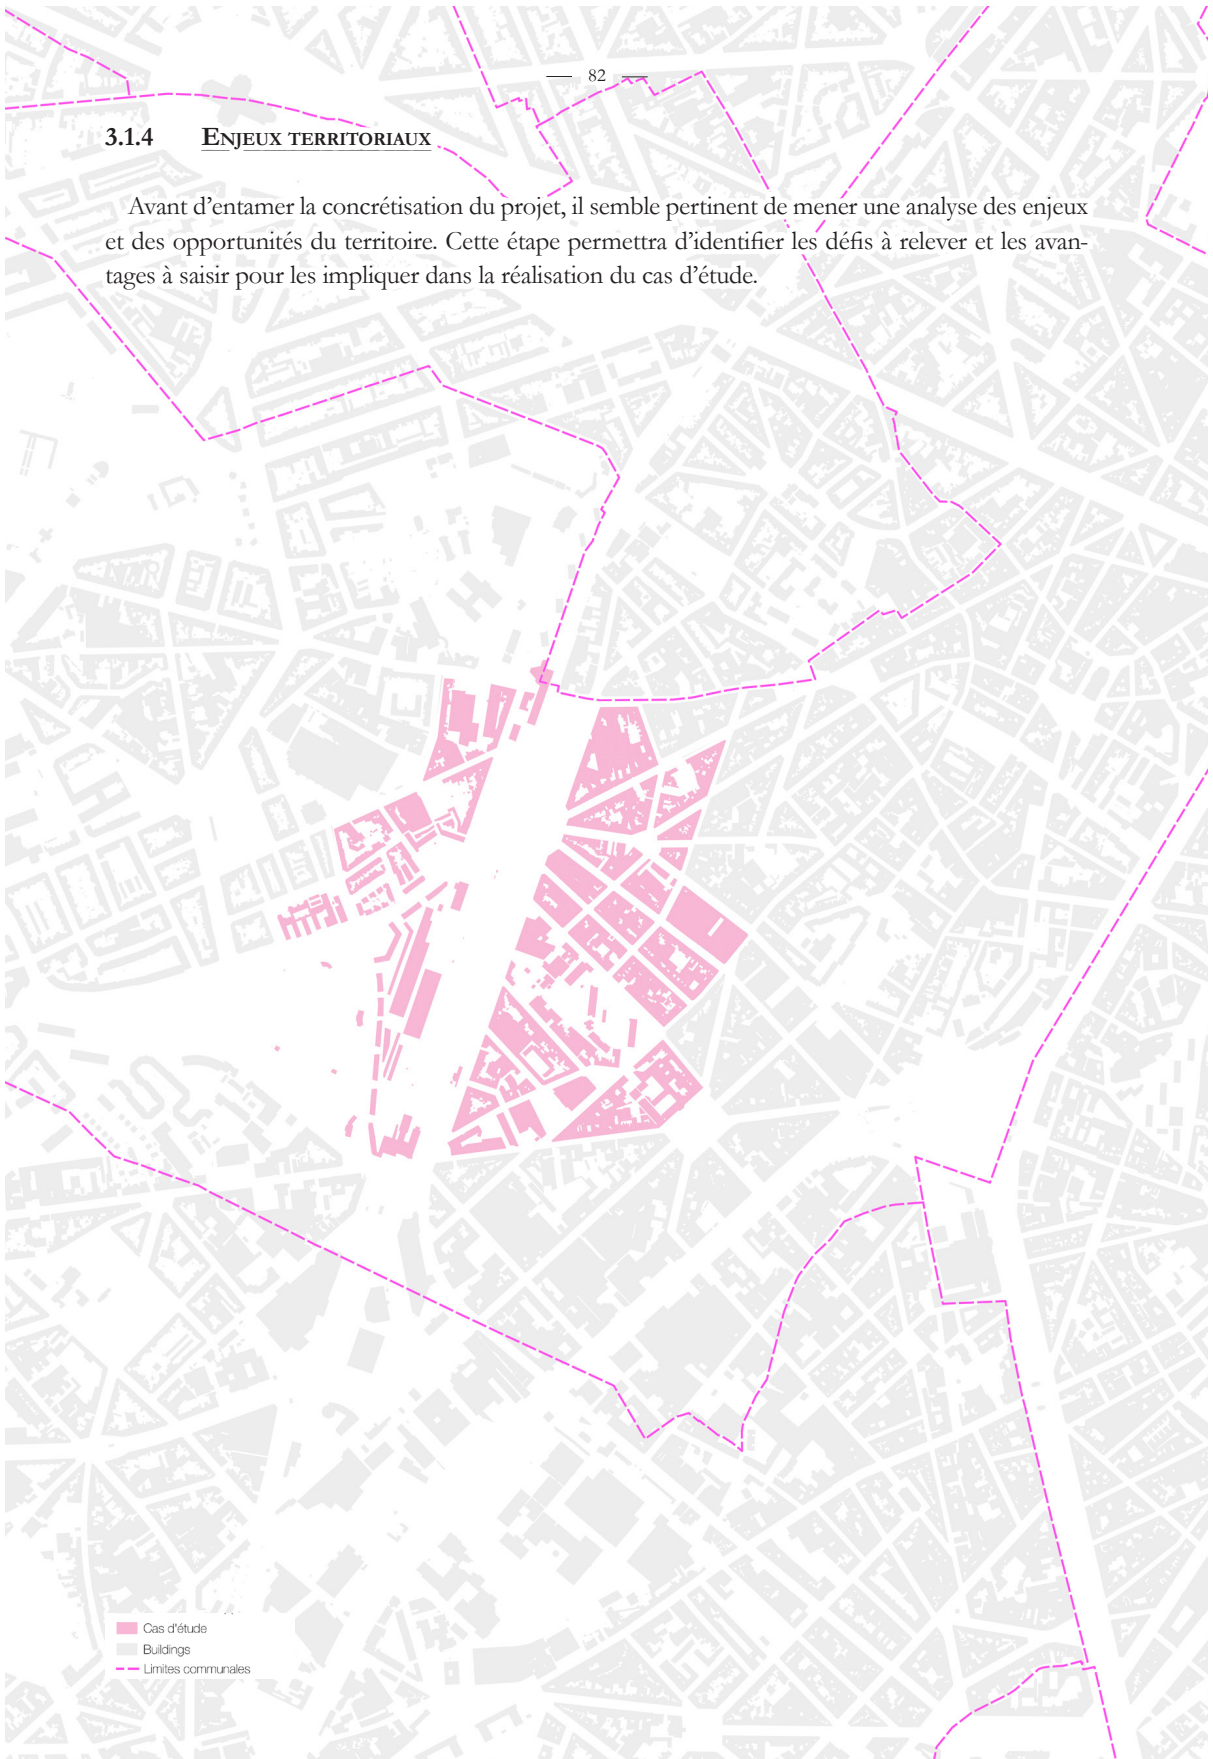 — 82 —
3.1.4 ENJEUX TERRITORIAUX
Avant d'entamer la concrétisation du projet, il semble pertinent de mener une analyse des enjeux
et des opportunités du territoire. Cette étape permettra d'identifier les défis à relever et les avan-
tages à saisir pour les impliquer dans la réalisation du cas d'étude.
Cas d'étude
Buildings
Limites communales